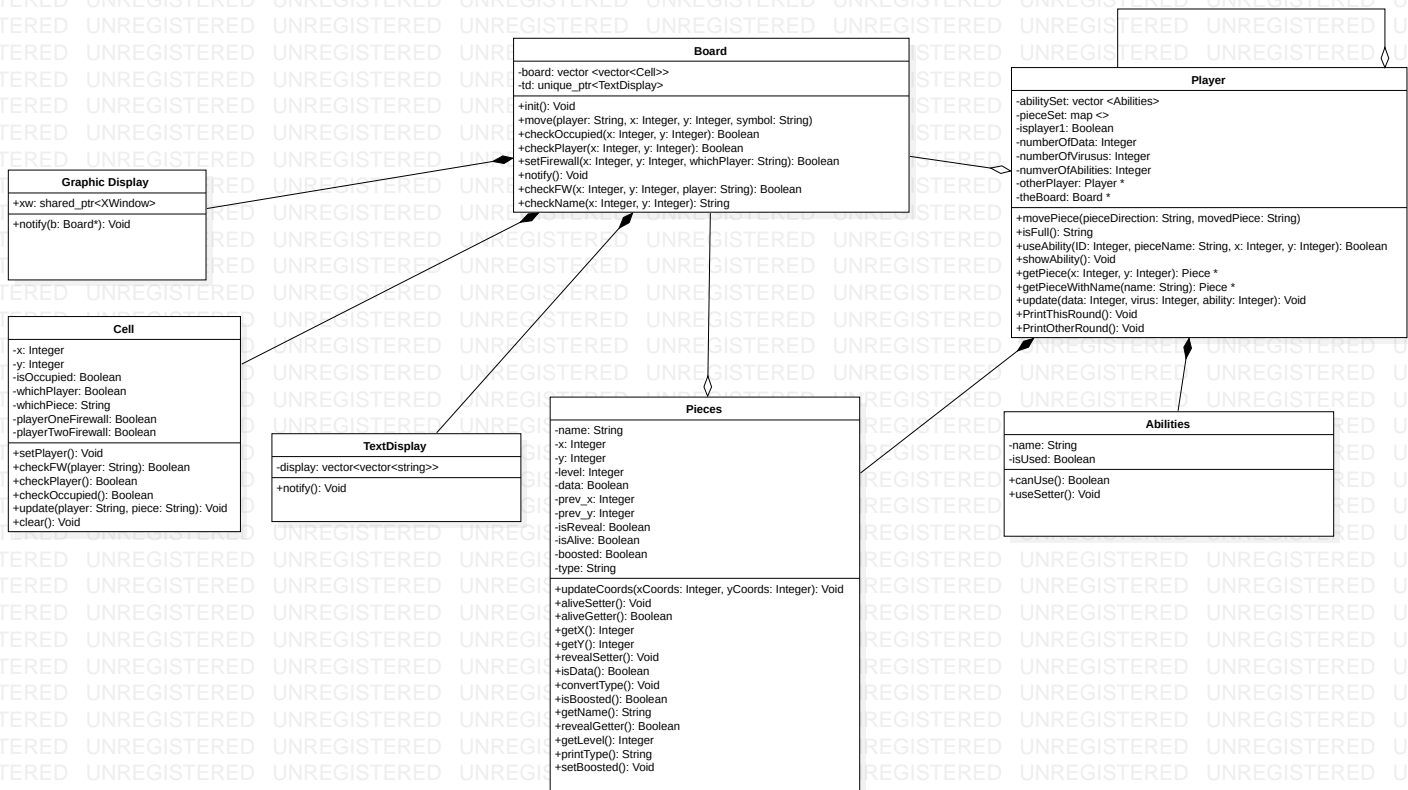 Board
-board: vector <vector<Cell>>
-td: unique_ptr<TextDisplay>
+init(): Void
+move(player: String, x: Integer, y: Integer, symbol: String)
+checkOccupied(x: Integer, y: Integer): Boolean
+checkPlayer(x: Integer, y: Integer): Boolean
+setFirewall(x: Integer, y: Integer, whichPlayer: String): Boolean
+notify(): Void
+checkFW(x: Integer, y: Integer, player: String): Boolean
+checkName(x: Integer, y: Integer): String
Player
-abilitySet: vector <Abilities>
-pieceSet: map <>
-isplayer1: Boolean
-numberOfData: Integer
-numberOfVirusus: Integer
-numverOfAbilities: Integer
-otherPlayer: Player *
-theBoard: Board *
+movePiece(pieceDirection: String, movedPiece: String)
+isFull(): String
+useAbility(ID: Integer, pieceName: String, x: Integer, y: Integer): Boolean
+showAbility(): Void
+getPiece(x: Integer, y: Integer): Piece *
+getPieceWithName(name: String): Piece *
+update(data: Integer, virus: Integer, ability: Integer): Void
+PrintThisRound(): Void
+PrintOtherRound(): Void
Graphic Display
+xw: shared_ptr<XWindow>
+notify(b: Board*): Void
Cell
-x: Integer
-y: Integer
-isOccupied: Boolean
-whichPlayer: Boolean
-whichPiece: String
-playerOneFirewall: Boolean
-playerTwoFirewall: Boolean
+setPlayer(): Void
+checkFW(player: String): Boolean
+checkPlayer(): Boolean
+checkOccupied(): Boolean
+update(player: String, piece: String): Void
+clear(): Void
TextDisplay
-display: vector<vector<string>>
+notify(): Void
Pieces
-name: String
-x: Integer
-y: Integer
-level: Integer
-data: Boolean
-prev_x: Integer
-prev_y: Integer
-isReveal: Boolean
-isAlive: Boolean
-boosted: Boolean
-type: String
+updateCoords(xCoords: Integer, yCoords: Integer): Void
+aliveSetter(): Void
+aliveGetter(): Boolean
+getX(): Integer
+getY(): Integer
+revealSetter(): Void
+isData(): Boolean
+convertType(): Void
+isBoosted(): Boolean
+getName(): String
+revealGetter(): Boolean
+getLevel(): Integer
+printType(): String
+setBoosted(): Void
Abilities
-name: String
-isUsed: Boolean
+canUse(): Boolean
+useSetter(): Void
UNREGISTERED